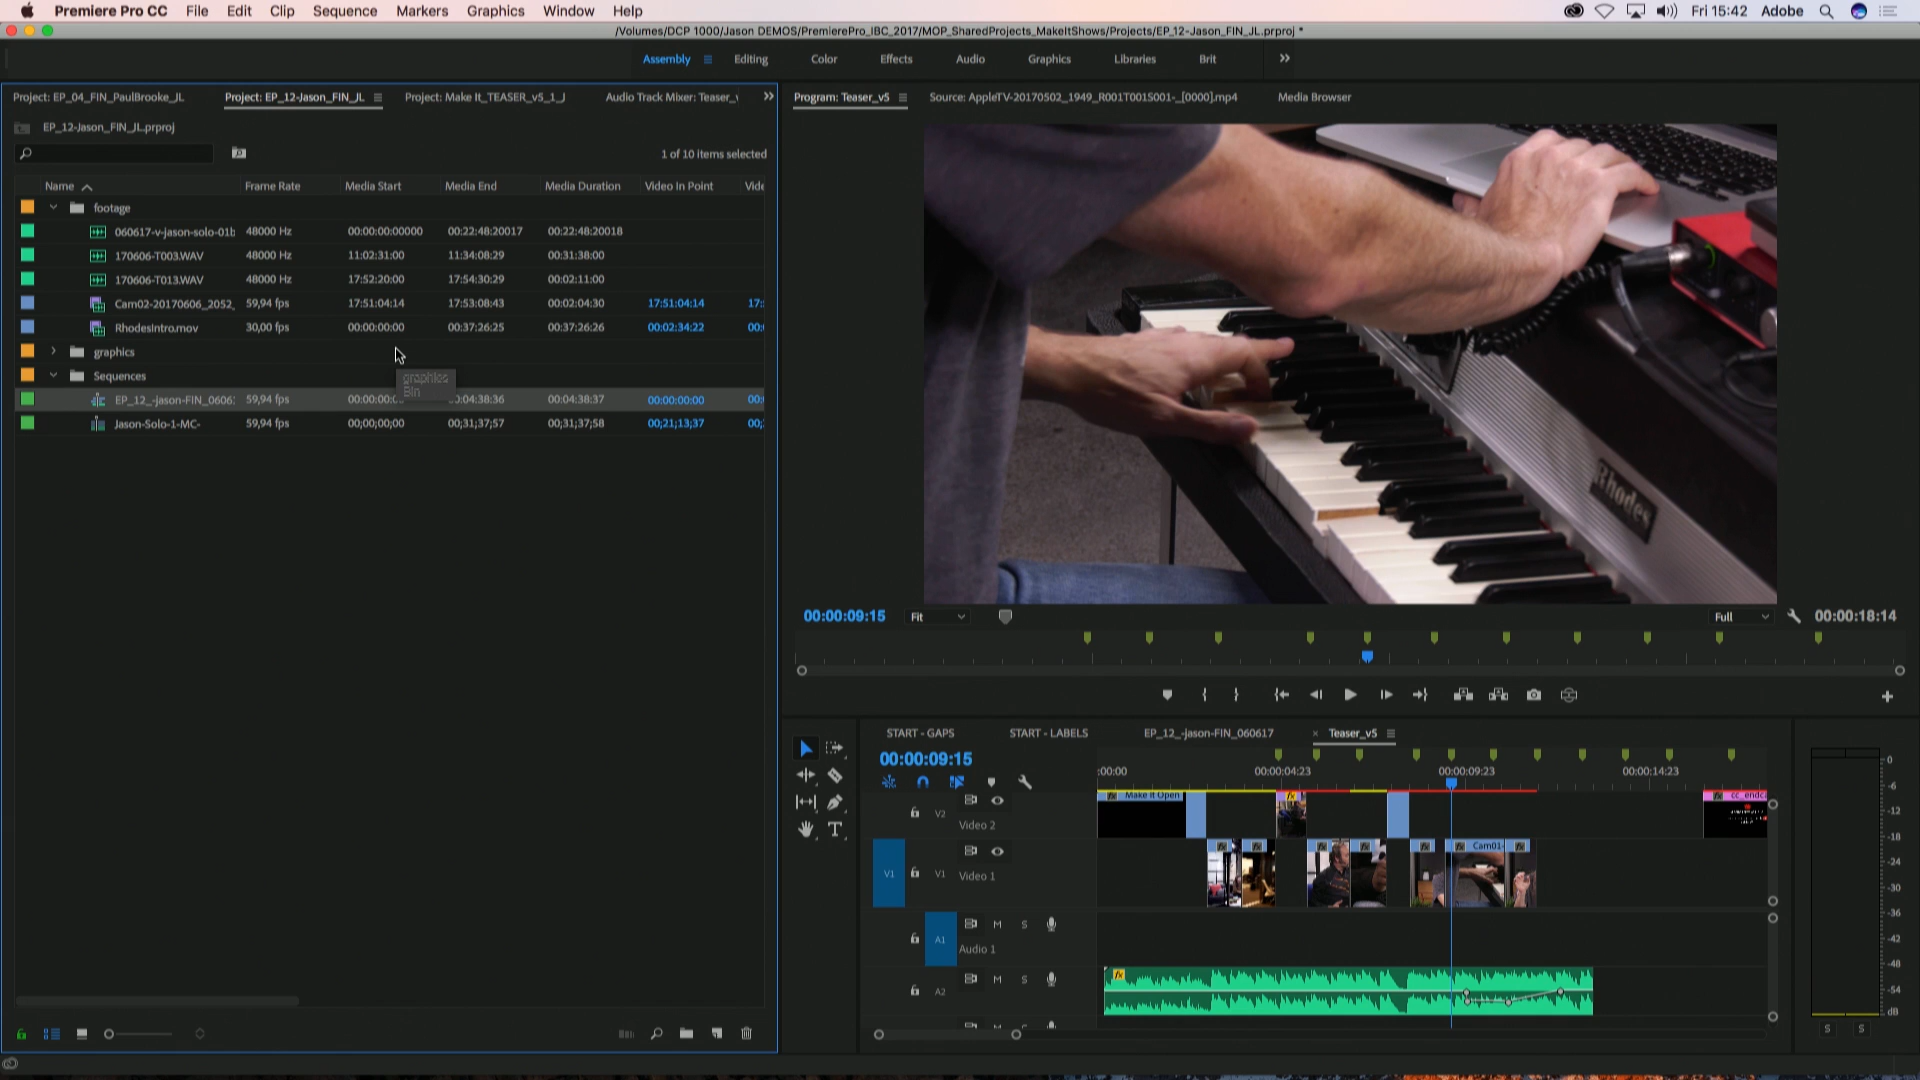 Premiere Pro CC File Edit Clip Sequence Markers Graphics Window Help Fri 15:42 Adobe
/Volumes/DCP 1000/Jason DEMOS/PremierePro_IBC_2017/MOP_SharedProjects_MakeItShows/Projects/EP_12-Jason_FIN_JL.prproj *
Assembly Editing Color Effects Audio Graphics Libraries Brit
Project: EP_04_FIN_PaulBrooke_JL Project: EP_12-Jason_FIN_JL Project: Make It_TEASER_v5_1_J Audio Track Mixer: Teaser_v
Program: Teaser_v5 Source: AppleTV-20170502_1949_R001T001S001-_[0000].mp4 Media Browser
EP_12-Jason_FIN_JL.prproj
1 of 10 items selected
Name Frame Rate Media Start Media End Media Duration Video In Point Vide
footage
060617-v-jason-solo-01b 48000 Hz 00:00:00:00000 00:22:48:20017 00:22:48:20018
170606-T003.WAV 48000 Hz 11:02:31:00 11:34:08:29 00:31:38:00
170606-T013.WAV 48000 Hz 17:52:20:00 17:54:30:29 00:02:11:00
Cam02-20170606_2052_ 59,94 fps 17:51:04:14 17:53:08:43 00:02:04:30 17:51:04:14 17:
RhodesIntro.mov 30,00 fps 00:00:00:00 00:37:26:25 00:37:26:26 00:02:34:22 00:
graphics
Sequences
graphics
Bin
EP_12_-jason-FIN_0606: 59,94 fps 00:00:00:0 :04:38:36 00:04:38:37 00:00:00:00 00:
Jason-Solo-1-MC- 59,94 fps 00;00;00;00 00;31;37;57 00;31;37;58 00;21;13;37 00;
Rhodes
00:00:09:15 Fit Full 00:00:18:14
START - GAPS START - LABELS EP_12_-jason-FIN_060617 × Teaser_v5
00:00:09:15
:00:00 00:00:04:23 00:00:09:23 00:00:14:23
fx Make It Open fx fx cc_endc
V2 Video 2
fx fx fx fx fx fx Cam01- fx
V1 V1 Video 1
A1 M S
Audio 1
A2 M S
fx
0
-6
-12
-18
-24
-30
-36
-42
-48
-54
dB
S S